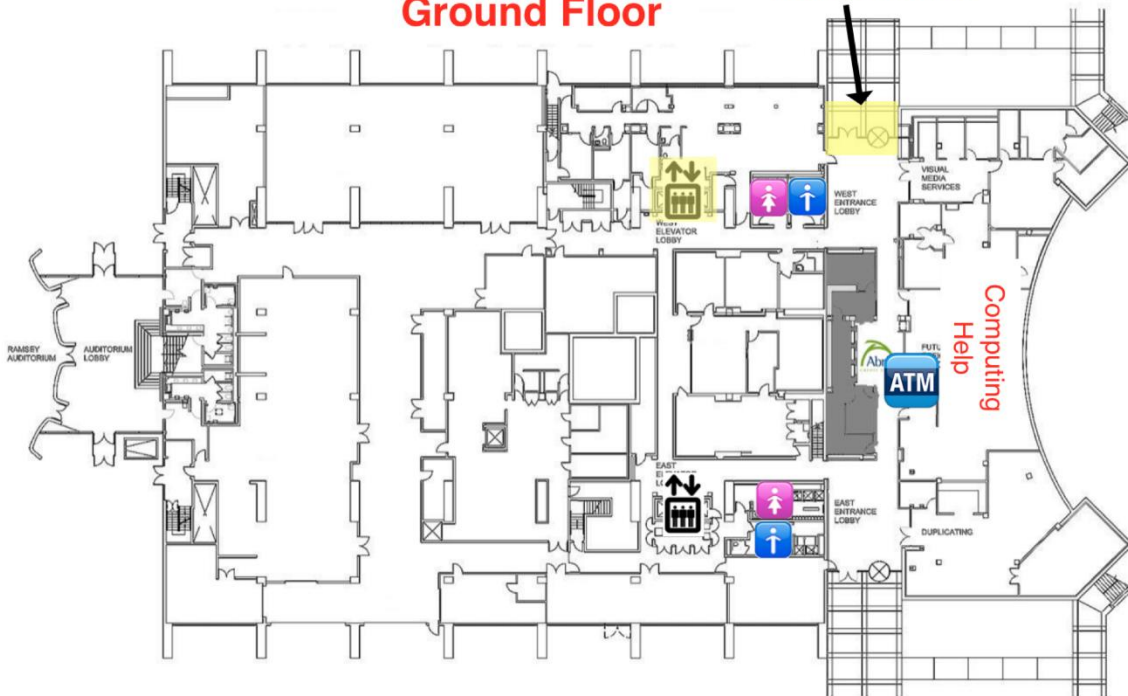 Ground Floor
VISUAL
MEDIA
SERVICES
WEST
ENTRANCE
LOBBY
WEST
ELEVATOR
LOBBY
RAMSEY
AUDITORIUM
AUDITORIUM
LOBBY
Computing
Help
ATM
EAST
EAST
ENTRANCE
LOBBY
DUPLICATING